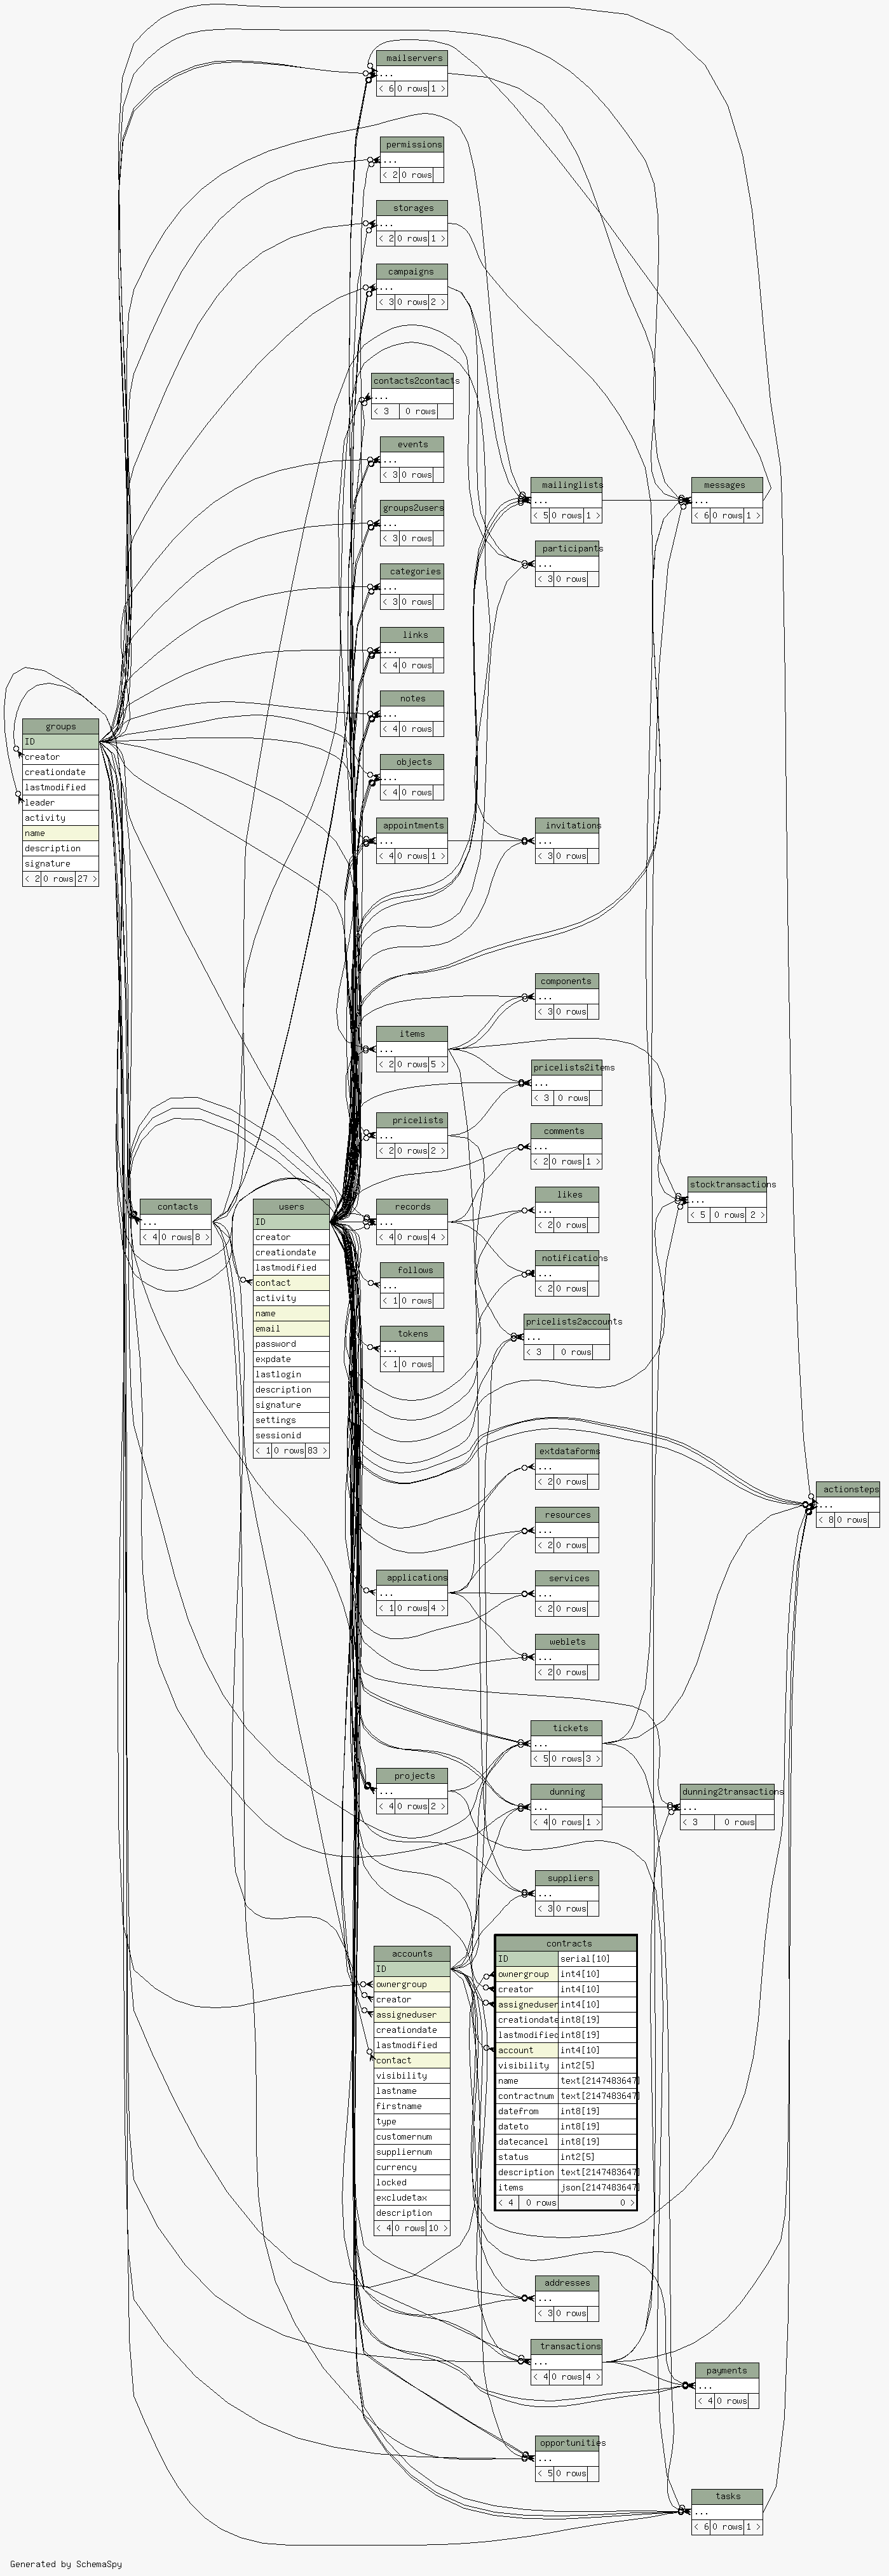 mailservers
...
< 6 0 rows 1 >
permissions
...
< 2 0 rows
storages
...
< 2 0 rows 1 >
campaigns
...
< 3 0 rows 2 >
contacts2contacts
...
< 3 0 rows
events
...
< 3 0 rows
groups2users
...
< 3 0 rows
categories
...
< 3 0 rows
links
...
< 4 0 rows
notes
...
< 4 0 rows
objects
...
< 4 0 rows
appointments
...
< 4 0 rows 1 >
mailinglists
...
< 5 0 rows 1 >
messages
...
< 6 0 rows 1 >
participants
...
< 3 0 rows
invitations
...
< 3 0 rows
groups
ID
creator
creationdate
lastmodified
leader
activity
name
description
signature
< 2 0 rows 27 >
components
...
< 3 0 rows
items
...
< 2 0 rows 5 >
pricelists2items
...
< 3 0 rows
pricelists
...
< 2 0 rows 2 >
comments
...
< 2 0 rows 1 >
stocktransactions
...
< 5 0 rows 2 >
contacts
...
< 4 0 rows 8 >
users
ID
creator
creationdate
lastmodified
contact
activity
name
email
password
expdate
lastlogin
description
signature
settings
sessionid
< 1 0 rows 83 >
records
...
< 4 0 rows 4 >
likes
...
< 2 0 rows
follows
...
< 1 0 rows
notifications
...
< 2 0 rows
tokens
...
< 1 0 rows
pricelists2accounts
...
< 3 0 rows
extdataforms
...
< 2 0 rows
actionsteps
...
< 8 0 rows
resources
...
< 2 0 rows
applications
...
< 1 0 rows 4 >
services
...
< 2 0 rows
weblets
...
< 2 0 rows
tickets
...
< 5 0 rows 3 >
projects
...
< 4 0 rows 2 >
dunning
...
< 4 0 rows 1 >
dunning2transactions
...
< 3 0 rows
suppliers
...
< 3 0 rows
accounts
ID
ownergroup
creator
assigneduser
creationdate
lastmodified
contact
visibility
lastname
firstname
type
customernum
suppliernum
currency
locked
excludetax
description
< 4 0 rows 10 >
contracts
ID serial[10]
ownergroup int4[10]
creator int4[10]
assigneduser int4[10]
creationdate int8[19]
lastmodified int8[19]
account int4[10]
visibility int2[5]
name text[2147483647]
contractnum text[2147483647]
datefrom int8[19]
dateto int8[19]
datecancel int8[19]
status int2[5]
description text[2147483647]
items json[2147483647]
< 4 0 rows 0 >
addresses
...
< 3 0 rows
transactions
...
< 4 0 rows 4 >
payments
...
< 4 0 rows
opportunities
...
< 5 0 rows
tasks
...
< 6 0 rows 1 >
Generated by SchemaSpy